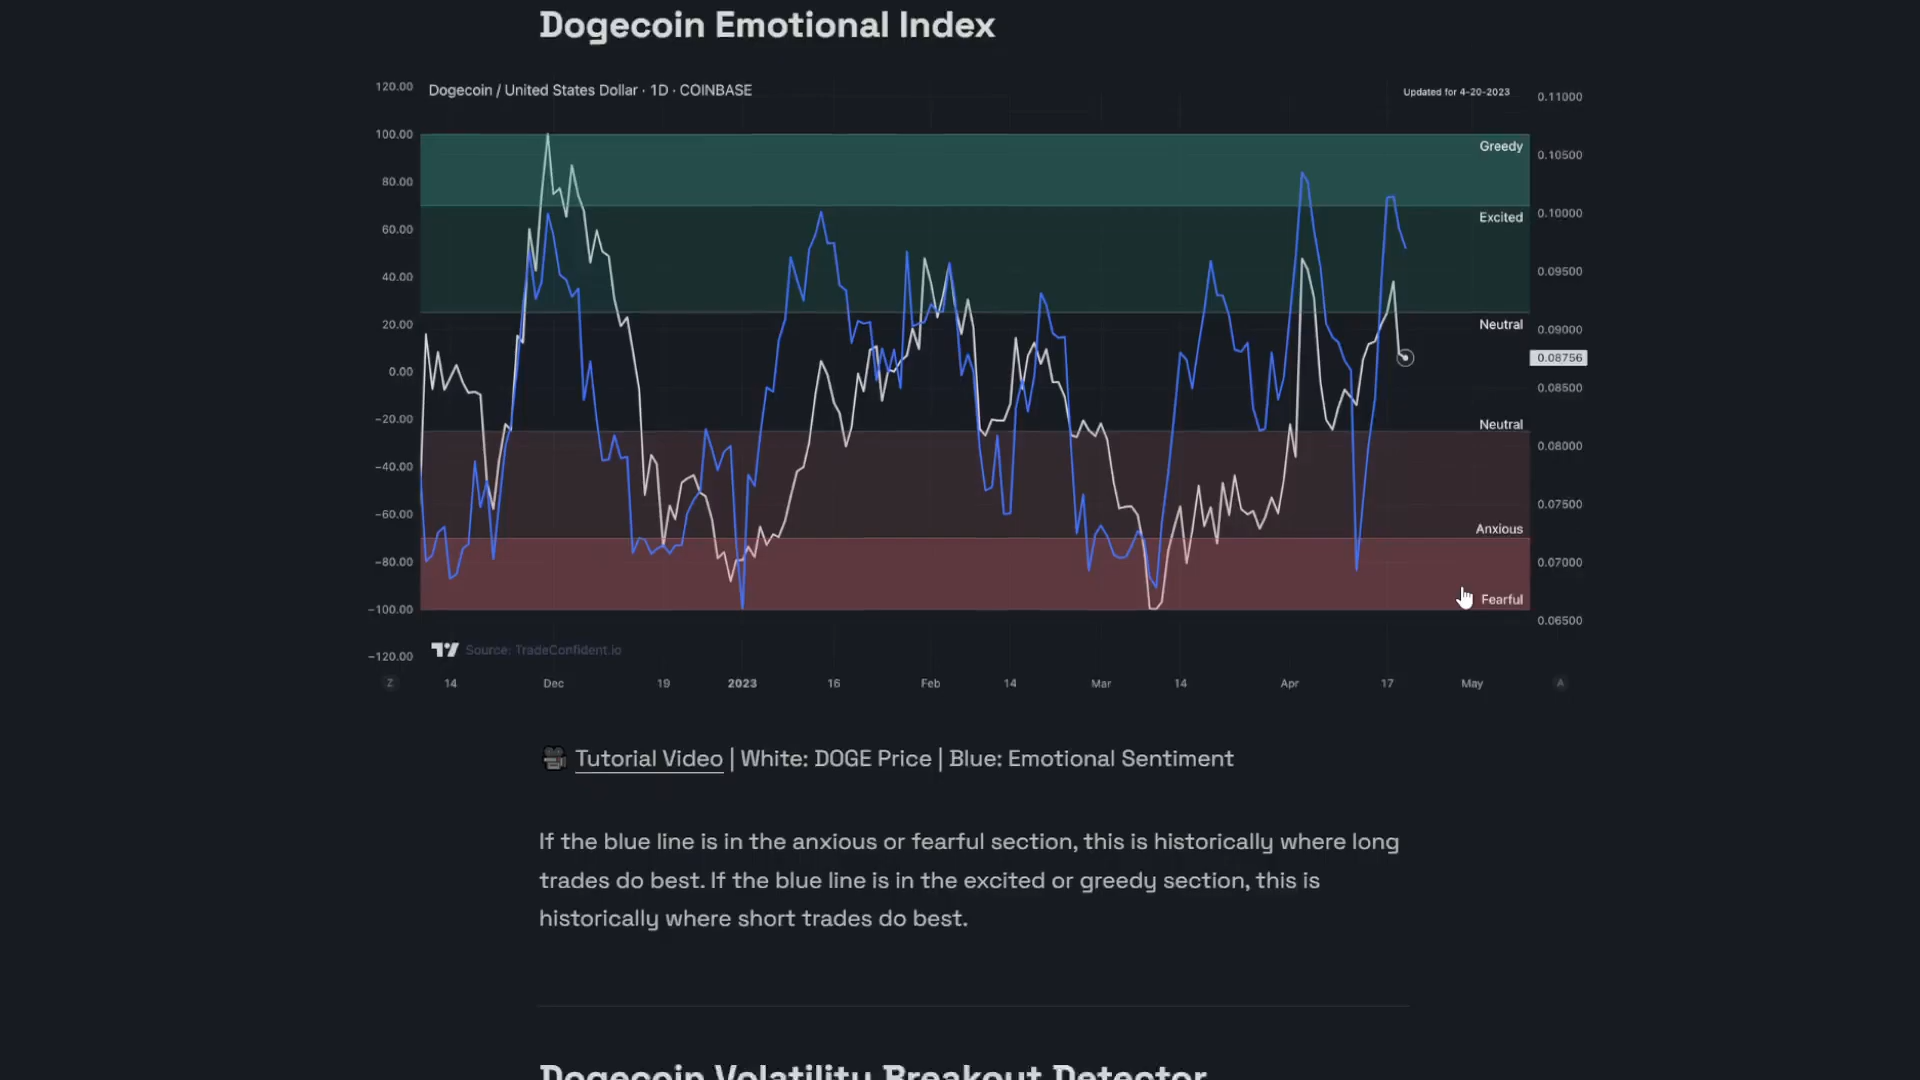 Dogecoin Emotional Index
Dogecoin / United States Dollar · 1D · COINBASE
Updated for 4-20-2023
120.00
100.00
80.00
60.00
40.00
20.00
0.00
−20.00
−40.00
−60.00
−80.00
−100.00
−120.00
Greedy
Excited
Neutral
Neutral
Anxious
Fearful
0.11000
0.10500
0.10000
0.09500
0.09000
0.08756
0.08500
0.08000
0.07500
0.07000
0.06500
Source: TradeConfident.io
Z 14 Dec 19 2023 16 Feb 14 Mar 14 Apr 17 May A
Tutorial Video | White: DOGE Price | Blue: Emotional Sentiment
If the blue line is in the anxious or fearful section, this is historically where long
trades do best. If the blue line is in the excited or greedy section, this is
historically where short trades do best.
Dogecoin Volatility Breakout Detector